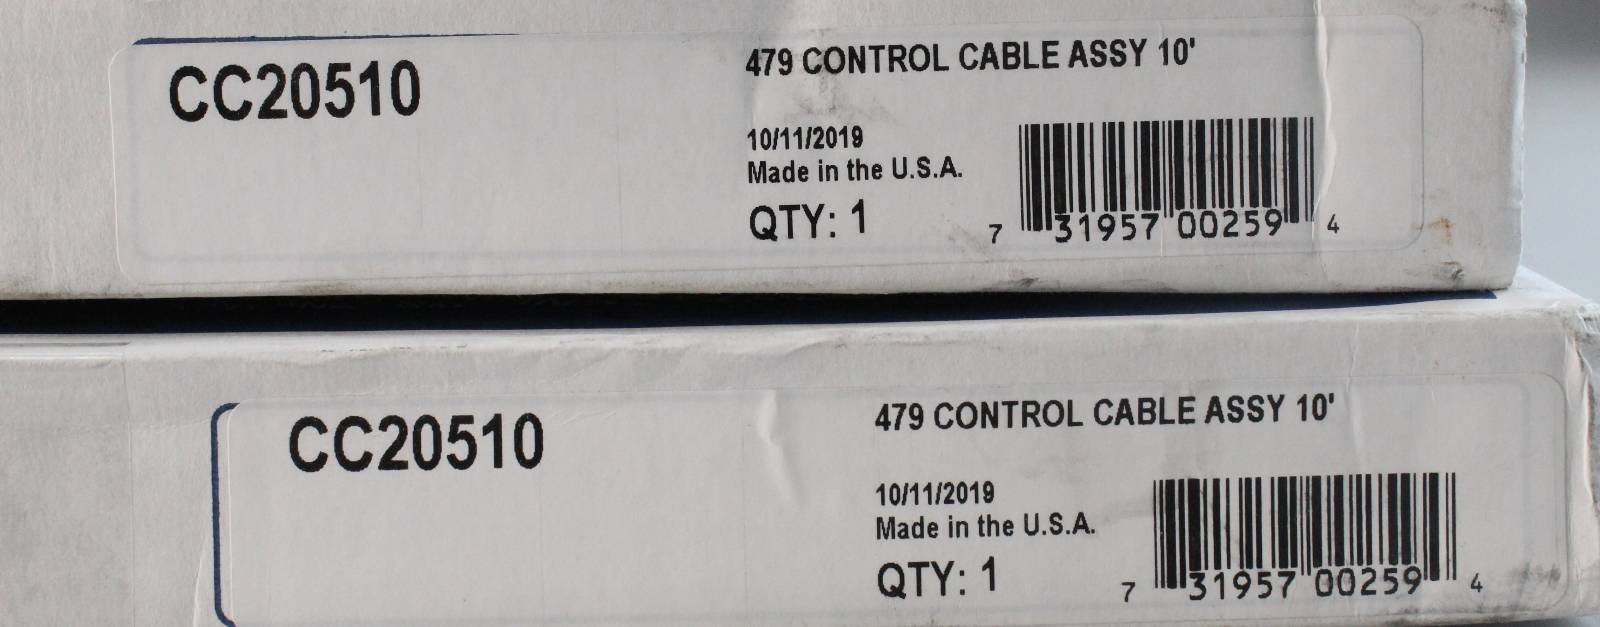 CC20510
479 CONTROL CABLE ASSY 10'
10/11/2019
Made in the U.S.A.
QTY: 1
7 31957 00259 4
CC20510
479 CONTROL CABLE ASSY 10'
10/11/2019
Made in the U.S.A.
QTY: 1
7 31957 00259 4